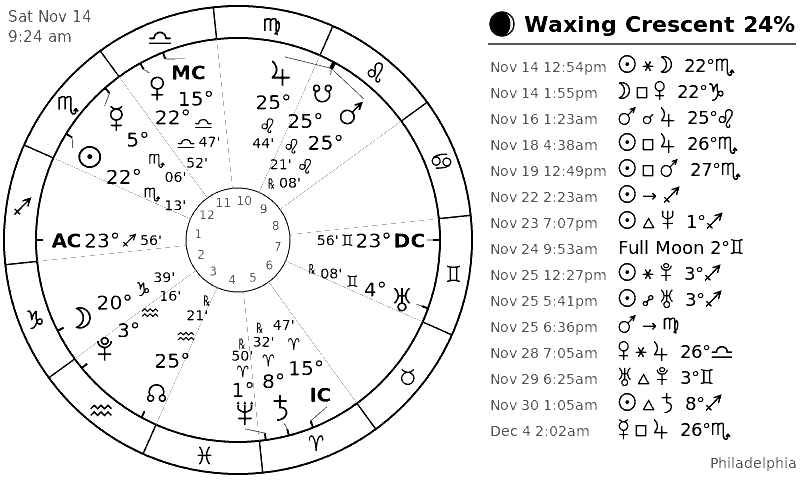 Sat Nov 14
9:24 am
♍
♎
♌
♏
♋
♐
♊
♑
♉
♒
♓
♈
MC
15°
♎
47'
♀
22°
♎
52'
☿
5°
♏
06'
☉
22°
♏
13'
♃
25°
♌
44'
☋
25°
♌
21'
℞
♂
25°
♌
08'
AC 23° ♐ 56'
56' ♊ 23° DC
☽ 20° ♑ 39'
♇ 3° ♒ 16'
☊
25°
♒
21'
℞
♆
1°
♈
50'
℞
♄
8°
♈
32'
℞
IC
15°
♈
47'
℞ 08' ♊ 4° ♅
1
2
3
4
5
6
7
8
9
10
11
12
Waxing Crescent 24%
Nov 14 12:54pm ☉ ⚹ ☽ 22°♏
Nov 14 1:55pm ☽ □ ♀ 22°♑
Nov 16 1:23am ♂ ☌ ♃ 25°♌
Nov 18 4:38am ☉ □ ♃ 26°♏
Nov 19 12:49pm ☉ □ ♂ 27°♏
Nov 22 2:23am ☉ → ♐
Nov 23 7:07pm ☉ △ ♆ 1°♐
Nov 24 9:53am Full Moon 2°♊
Nov 25 12:27pm ☉ ⚹ ♇ 3°♐
Nov 25 5:41pm ☉ ☍ ♅ 3°♐
Nov 25 6:36pm ♂ → ♍
Nov 28 7:05am ♀ ⚹ ♃ 26°♎
Nov 29 6:25am ♅ △ ♇ 3°♊
Nov 30 1:05am ☉ △ ♄ 8°♐
Dec 4 2:02am ☿ □ ♃ 26°♏
Philadelphia